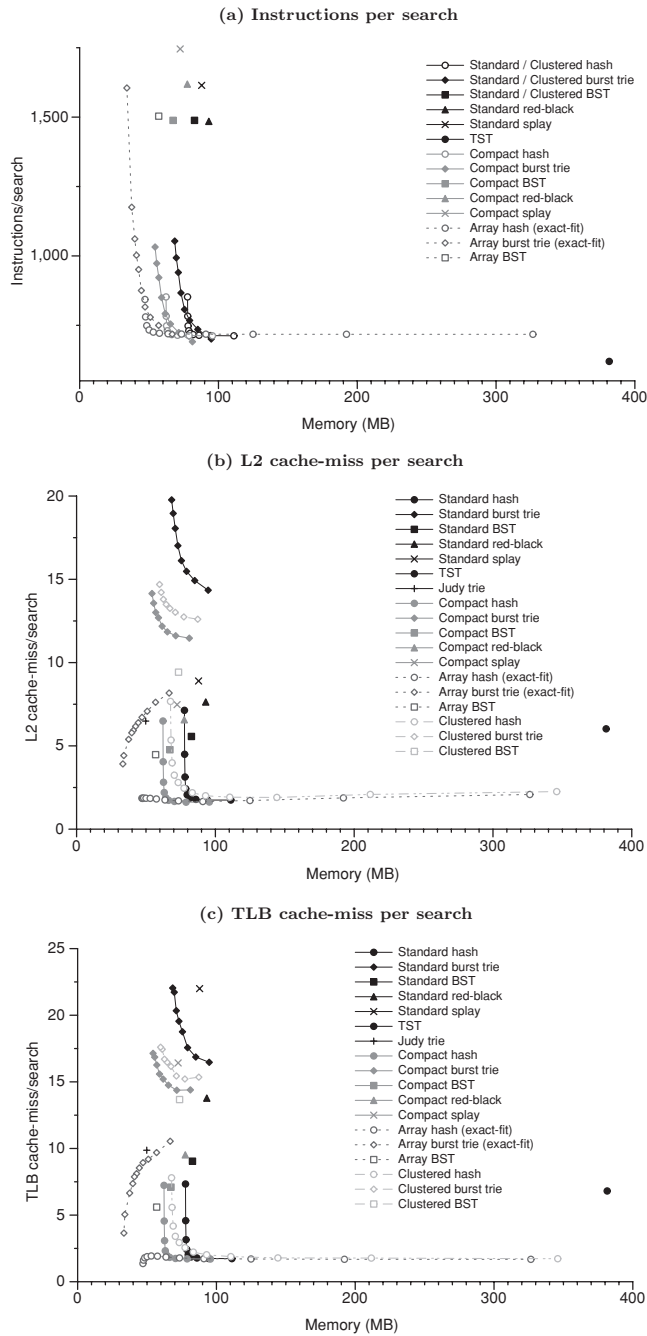 (a) Instructions per search
Instructions/search
1,500
1,000
0
100
200
300
400
Memory (MB)
Standard / Clustered hash
Standard / Clustered burst trie
Standard / Clustered BST
Standard red-black
Standard splay
TST
Compact hash
Compact burst trie
Compact BST
Compact red-black
Compact splay
Array hash (exact-fit)
Array burst trie (exact-fit)
Array BST
(b) L2 cache-miss per search
L2 cache-miss/search
20
15
10
5
0
0
100
200
300
400
Memory (MB)
Standard hash
Standard burst trie
Standard BST
Standard red-black
Standard splay
TST
Judy trie
Compact hash
Compact burst trie
Compact BST
Compact red-black
Compact splay
Array hash (exact-fit)
Array burst trie (exact-fit)
Array BST
Clustered hash
Clustered burst trie
Clustered BST
(c) TLB cache-miss per search
TLB cache-miss/search
25
20
15
10
5
0
0
100
200
300
400
Memory (MB)
Standard hash
Standard burst trie
Standard BST
Standard red-black
Standard splay
TST
Judy trie
Compact hash
Compact burst trie
Compact BST
Compact red-black
Compact splay
Array hash (exact-fit)
Array burst trie (exact-fit)
Array BST
Clustered hash
Clustered burst trie
Clustered BST